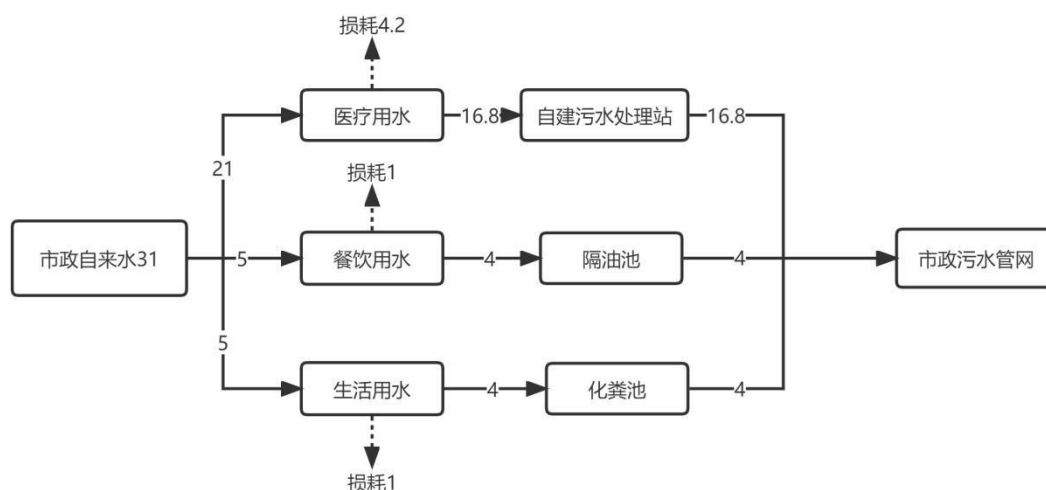 损耗4.2
医疗用水
16.8
自建污水处理站
16.8
21
损耗1
市政自来水31
5
餐饮用水
4
隔油池
4
市政污水管网
5
生活用水
4
化粪池
4
损耗1